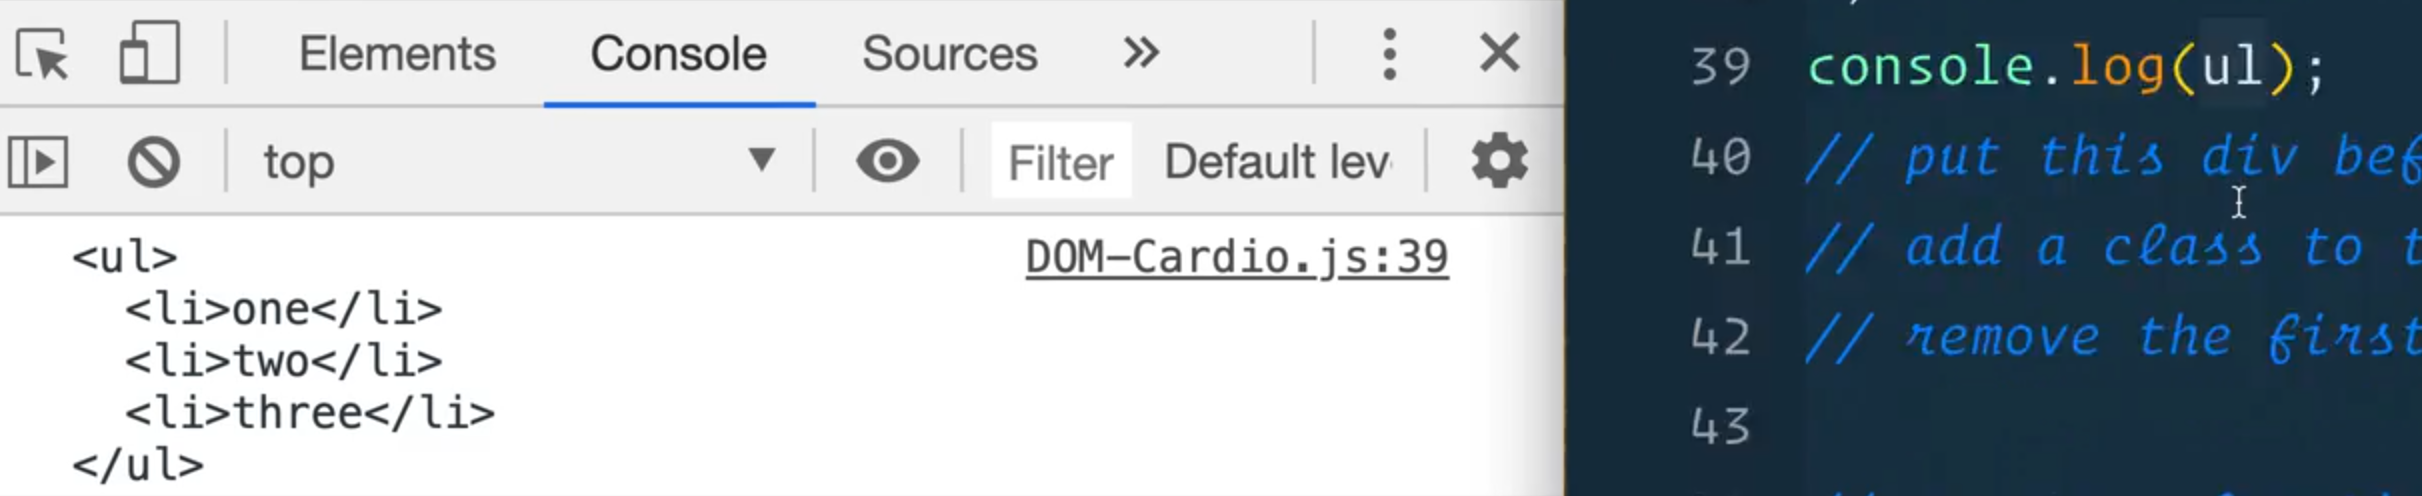 Elements Console Sources
top Filter Default lev
<ul> DOM-Cardio.js:39
<li>one</li>
<li>two</li>
<li>three</li>
</ul>
39 console.log(ul);
40 // put this div bef
41 // add a class to t
42 // remove the first
43